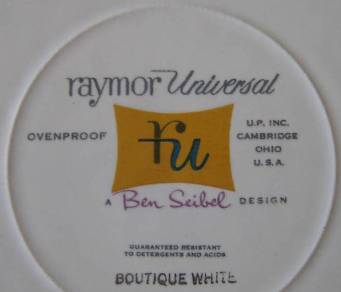 raymor Universal
OVENPROOF
ru
U.P. INC.
CAMBRIDGE
OHIO
U.S.A.
A Ben Seibel DESIGN
GUARANTEED RESISTANT
TO DETERGENTS AND ACIDS
BOUTIQUE WHITE